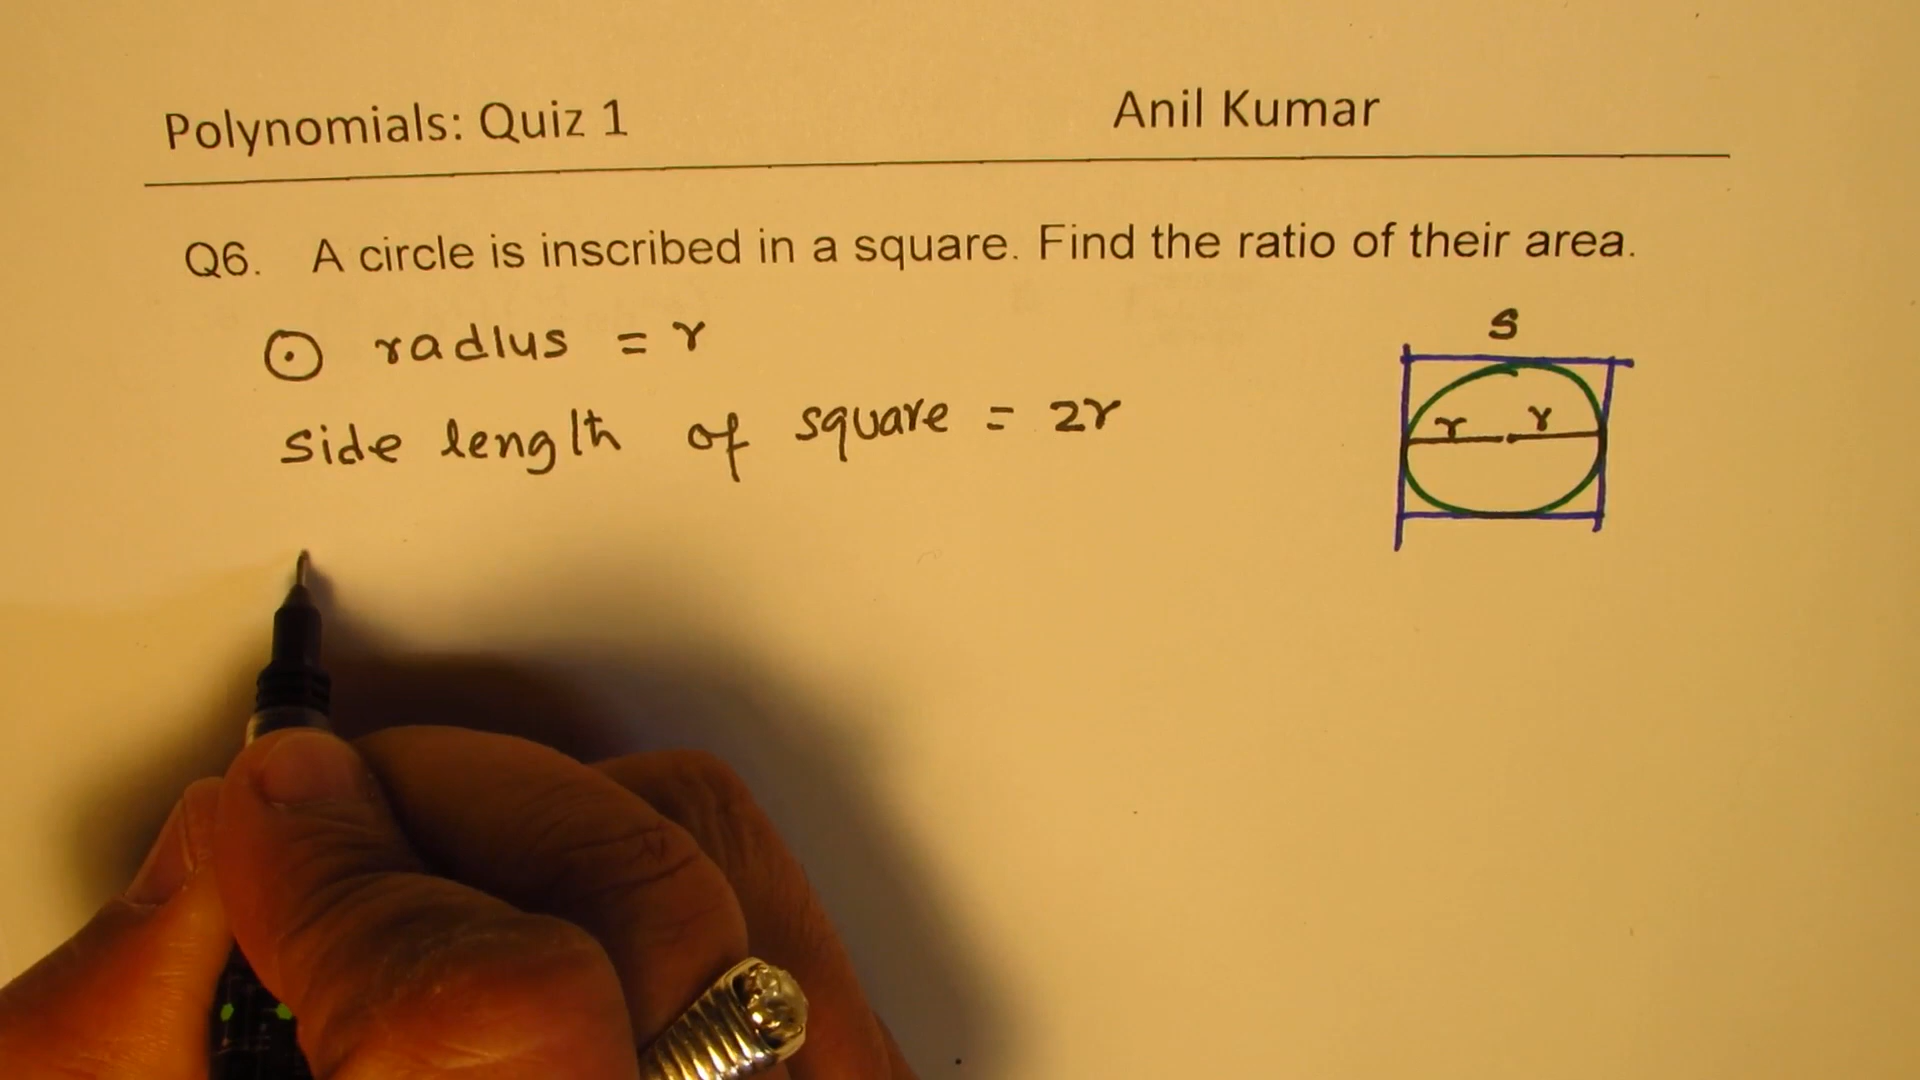 Polynomials: Quiz 1 Anil Kumar
Q6. A circle is inscribed in a square. Find the ratio of their area.
radius = r
side length of square = 2r
s
r r